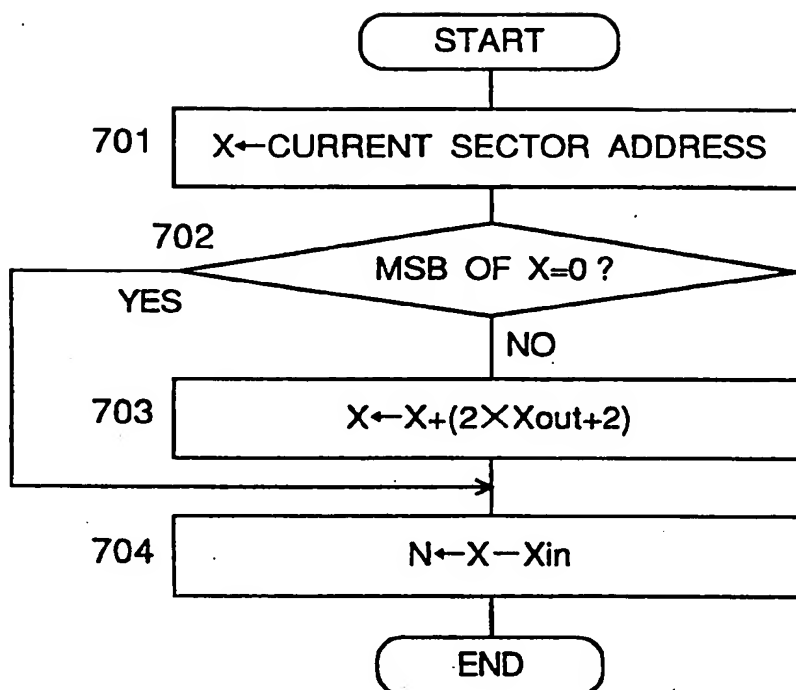 START
701
X←CURRENT SECTOR ADDRESS
702
MSB OF X=0 ?
YES
NO
703
X←X+(2×Xout+2)
704
N←X—Xin
END